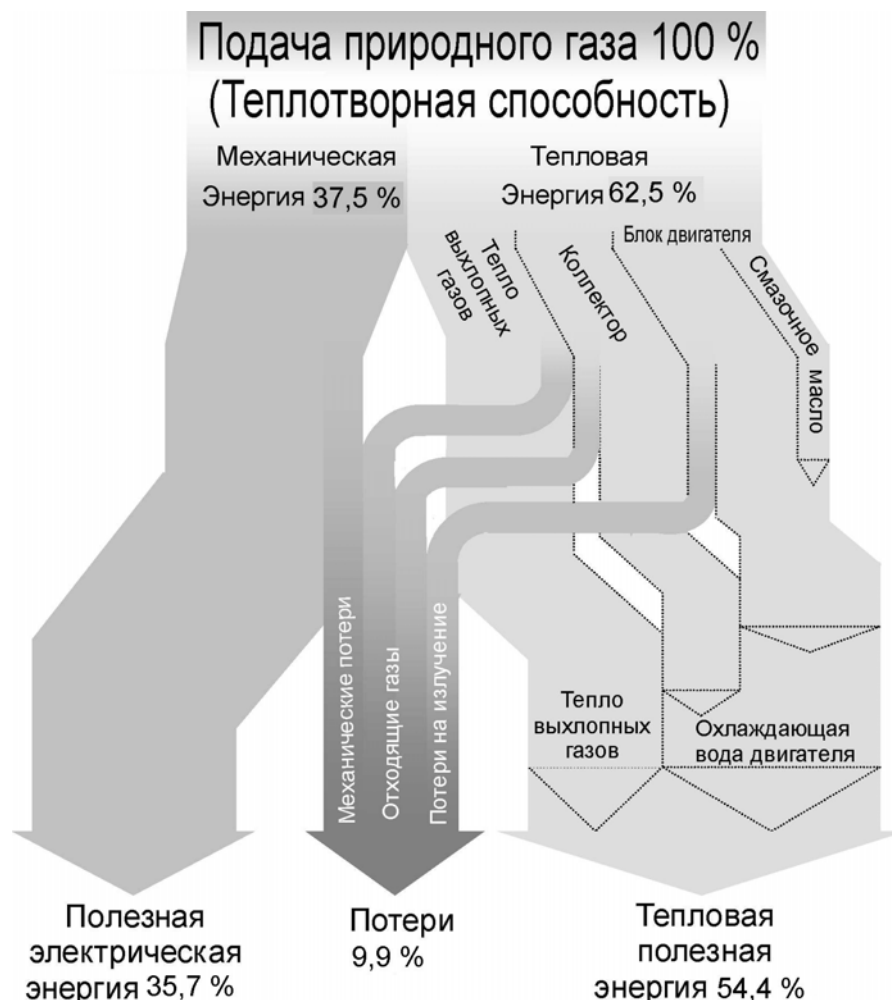 Подача природного газа 100 %
(Теплотворная способность)
Механическая
Энергия 37,5 %
Тепловая
Энергия 62,5 %
Тепло
выхлопных
газов
Коллектор
Блок двигателя
Смазочное
масло
Механические потери
Отходящие газы
Потери на излучение
Тепло
выхлопных
газов
Охлаждающая
вода двигателя
Полезная
электрическая
энергия 35,7 %
Потери
9,9 %
Тепловая
полезная
энергия 54,4 %